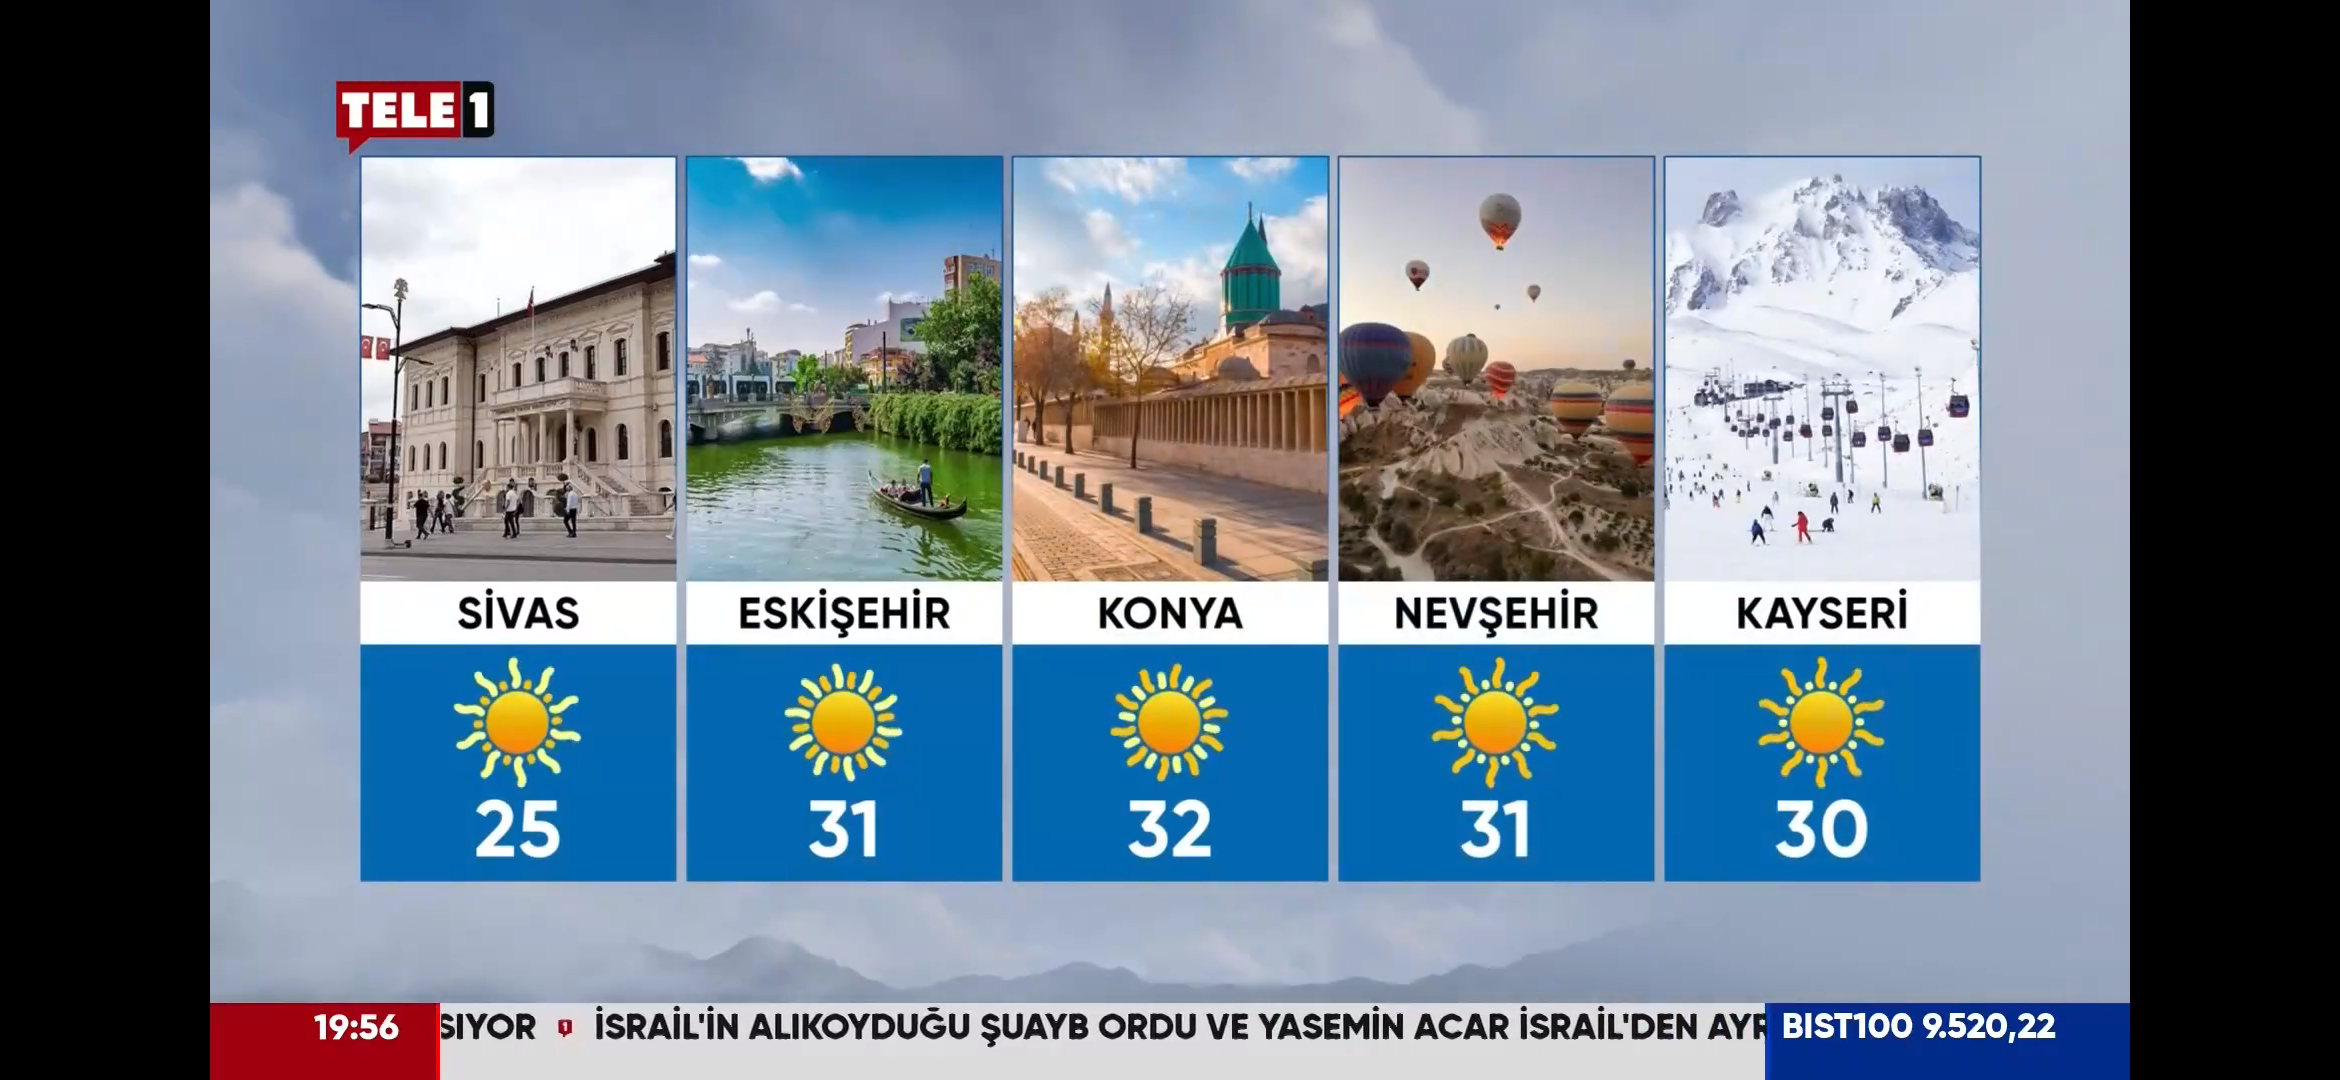 TELE1
SİVAS
25
ESKİŞEHİR
31
KONYA
32
NEVŞEHİR
31
KAYSERİ
30
19:56
SIYOR
İSRAİL'İN ALIKOYDUĞU ŞUAYB ORDU VE YASEMİN ACAR İSRAİL'DEN AYR
BIST100 9.520,22